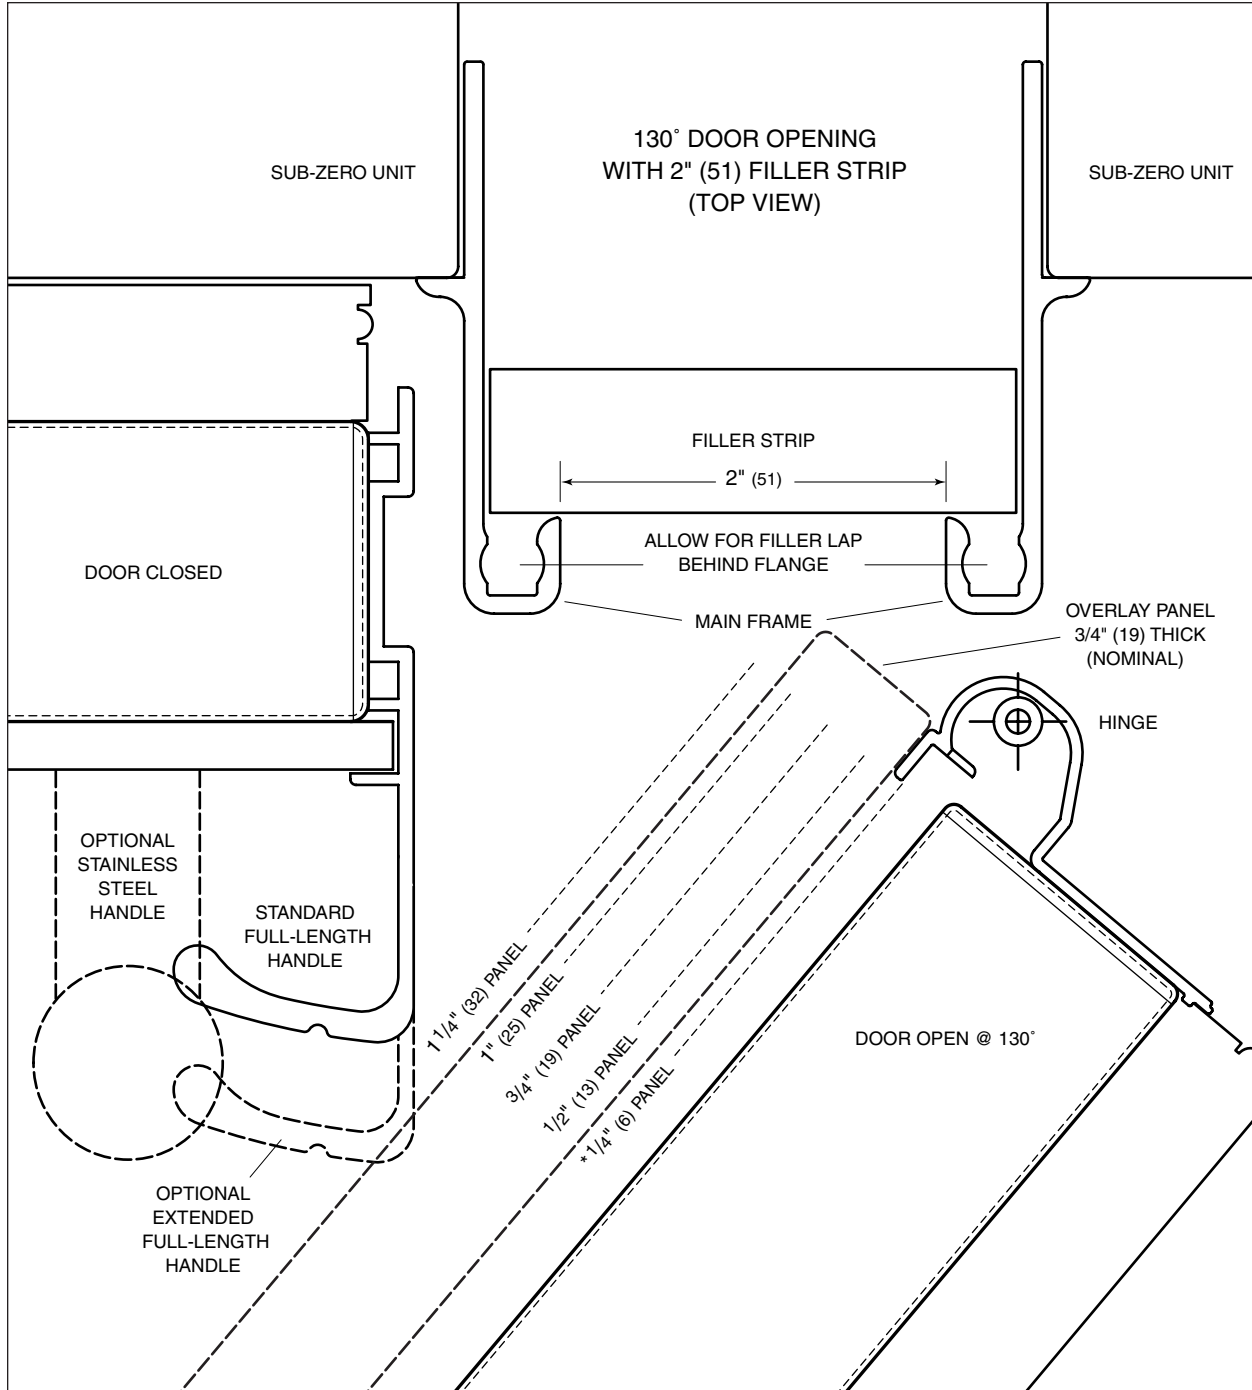 130˚ DOOR OPENING
WITH 2" (51) FILLER STRIP
(TOP VIEW)
SUB-ZERO UNIT
SUB-ZERO UNIT
FILLER STRIP
2" (51)
ALLOW FOR FILLER LAP
BEHIND FLANGE
DOOR CLOSED
MAIN FRAME
OVERLAY PANEL
3/4" (19) THICK
(NOMINAL)
HINGE
OPTIONAL
STAINLESS
STEEL
HANDLE
STANDARD
FULL-LENGTH
HANDLE
1 1/4" (32) PANEL
1" (25) PANEL
3/4" (19) PANEL
1/2" (13) PANEL
* 1/4" (6) PANEL
DOOR OPEN @ 130˚
OPTIONAL
EXTENDED
FULL-LENGTH
HANDLE